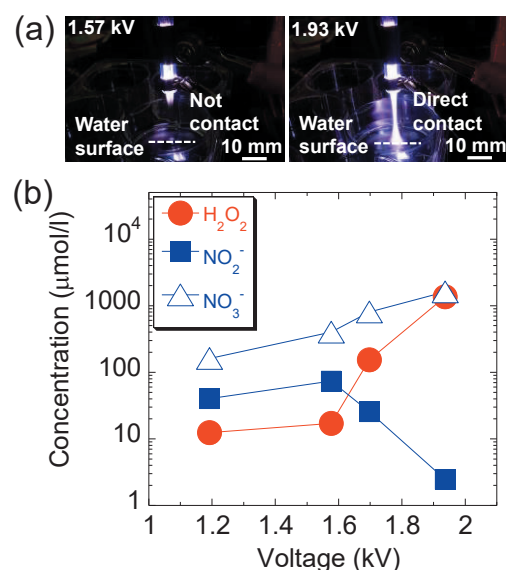 (a)
1.57 kV
Not
contact
Water
surface
10 mm
1.93 kV
Direct
contact
Water
surface
10 mm
(b)
H₂O₂
NO₂⁻
NO₃⁻
Concentration (μmol/l)
10⁴
1000
100
10
1
1 1.2 1.4 1.6 1.8 2
Voltage (kV)